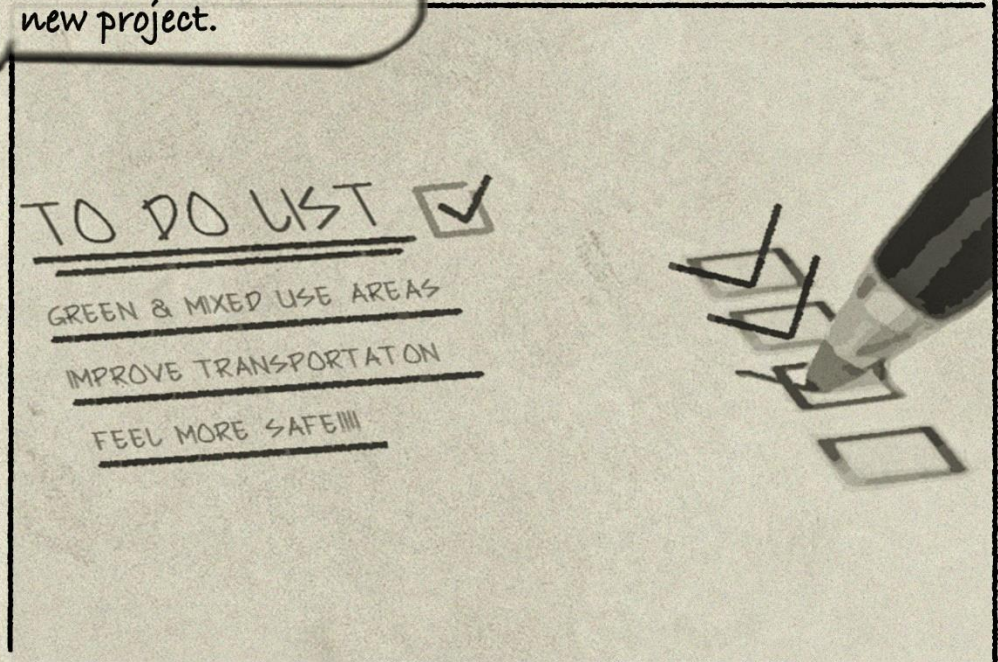 new project.
TO DO LIST
GREEN & MIXED USE AREAS
IMPROVE TRANSPORTATON
FEEL MORE SAFE!!!!